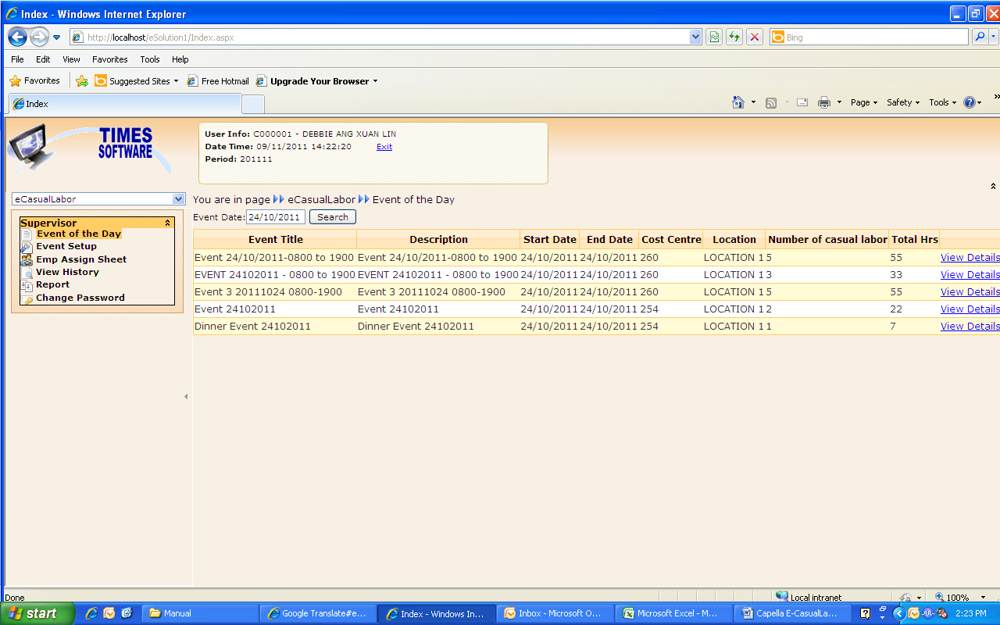 Index - Windows Internet Explorer
http://localhost/eSolution1/Index.aspx
Bing
File Edit View Favorites Tools Help
Favorites Suggested Sites Free Hotmail Upgrade Your Browser
Index Page Safety Tools
TIMES SOFTWARE
User Info: C000001 - DEBBIE ANG XUAN LIN
Date Time: 09/11/2011 14:22:20 Exit
Period: 201111
eCasualLabor
You are in page eCasualLabor Event of the Day
Event Date: 24/10/2011 Search
Supervisor
Event of the Day
Event Setup
Emp Assign Sheet
View History
Report
Change Password
Event Title Description Start Date End Date Cost Centre Location Number of casual labor Total Hrs
Event 24/10/2011-0800 to 1900 Event 24/10/2011-0800 to 1900 24/10/2011 24/10/2011 260 LOCATION 1 5 55 View Details
EVENT 24102011 - 0800 to 1900 EVENT 24102011 - 0800 to 1900 24/10/2011 24/10/2011 260 LOCATION 1 3 33 View Details
Event 3 20111024 0800-1900 Event 3 20111024 0800-1900 24/10/2011 24/10/2011 260 LOCATION 1 5 55 View Details
Event 24102011 Event 24102011 24/10/2011 24/10/2011 254 LOCATION 1 2 22 View Details
Dinner Event 24102011 Dinner Event 24102011 24/10/2011 24/10/2011 254 LOCATION 1 1 7 View Details
Done Local intranet 100%
start Manual Google Translate#e... Index - Windows In... Inbox - Microsoft O... Microsoft Excel - M... Capella E-CasualLa... 2:23 PM